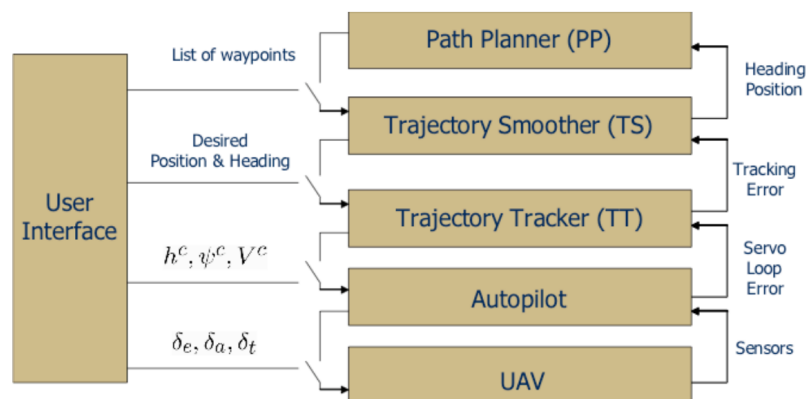 Path Planner (PP)
List of waypoints
Heading
Position
Trajectory Smoother (TS)
Desired
Position & Heading
Tracking
Error
User
Interface
Trajectory Tracker (TT)
h^c, ψ^c, V^c
Servo
Loop
Error
Autopilot
δ_e, δ_a, δ_t
Sensors
UAV